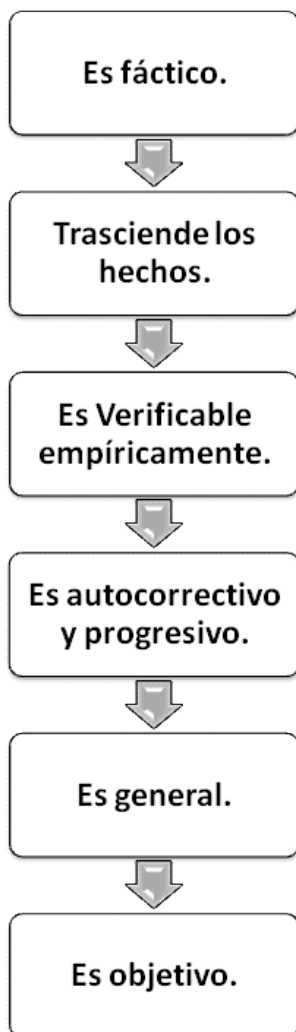 Es fáctico.
Trasciende los
hechos.
Es Verificable
empíricamente.
Es autocorrectivo
y progresivo.
Es general.
Es objetivo.